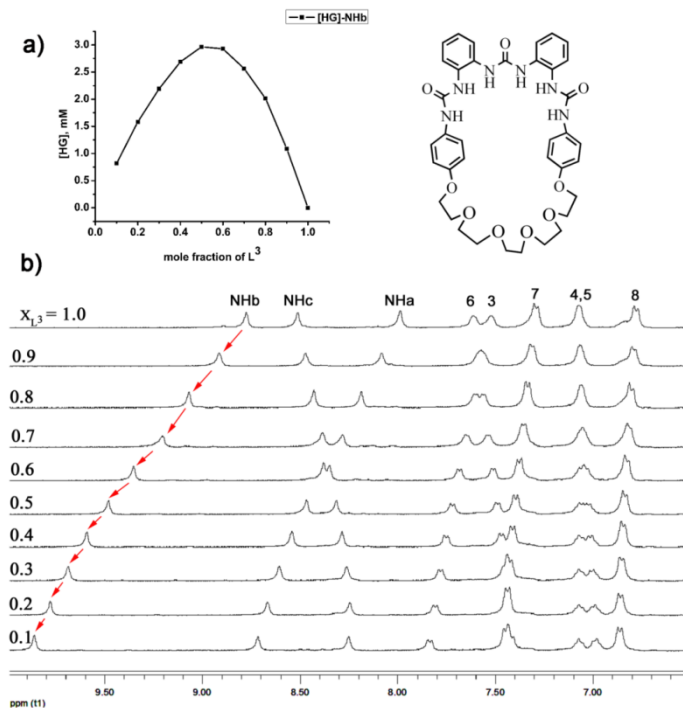 a)
[HG]-NHb
[HG], mM
3.0
2.5
2.0
1.5
1.0
0.5
0.0
0.0 0.2 0.4 0.6 0.8 1.0
mole fraction of L³
O
NH HN
NH HN
O O
NH HN
O O
O O
O
b)
NHb NHc NHa 6 3 7 4,5 8
x_L³ = 1.0
0.9
0.8
0.7
0.6
0.5
0.4
0.3
0.2
0.1
9.50 9.00 8.50 8.00 7.50 7.00
ppm (t1)